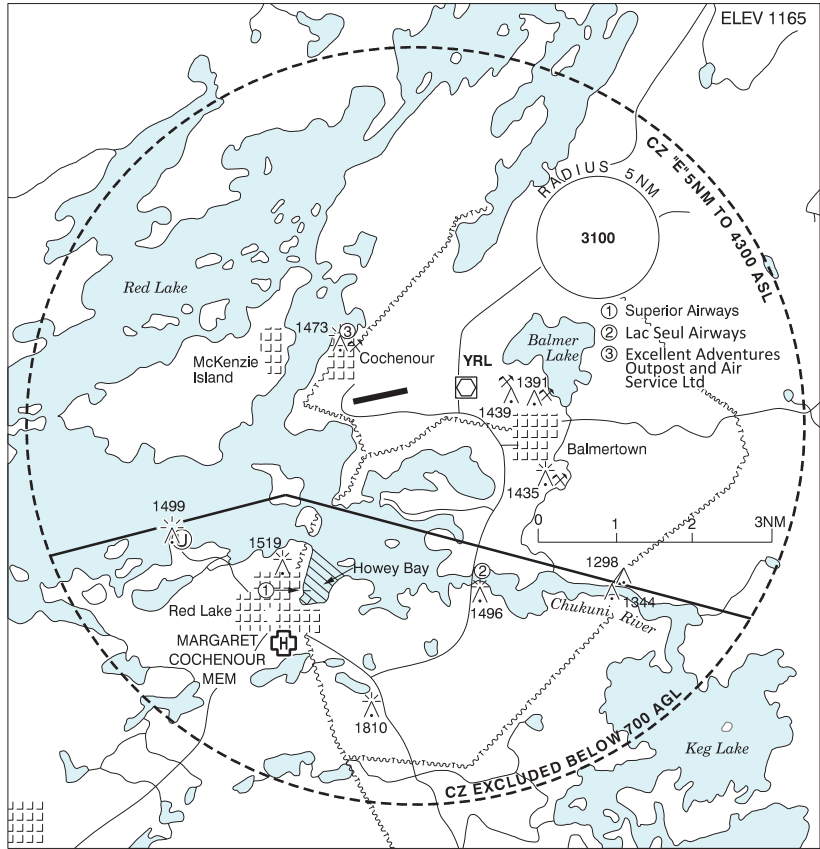 ELEV 1165
CZ "E" 5NM TO 4300 ASL
RADIUS 5NM
3100
Red Lake
1 Superior Airways
2 Lac Seul Airways
3 Excellent Adventures
Outpost and Air
Service Ltd
1473
3
McKenzie
Island
Cochenour
YRL
Balmer
Lake
1391
1439
Balmertown
1435
1499
U
0 1 2 3NM
1519
Howey Bay
2
1298
1
Red Lake
1496
Chukuni River
1344
H
MARGARET
COCHENOUR
MEM
1810
Keg Lake
CZ EXCLUDED BELOW 700 AGL